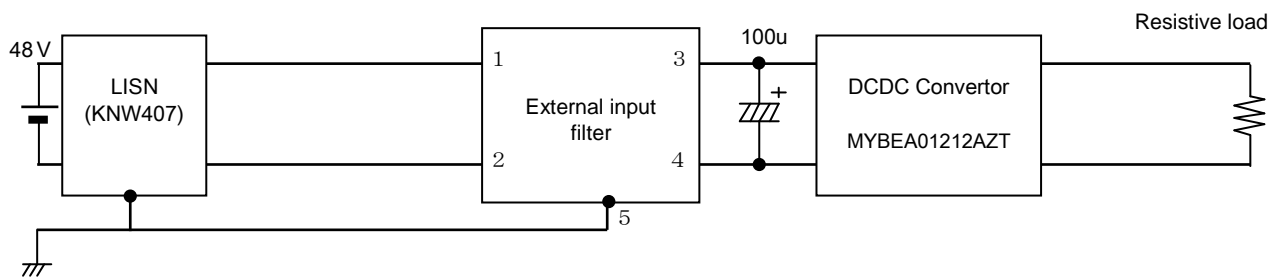 Resistive load
48 V
100u
LISN
(KNW407)
1
3
External input
filter
+
DCDC Convertor
MYBEA01212AZT
2
4
5